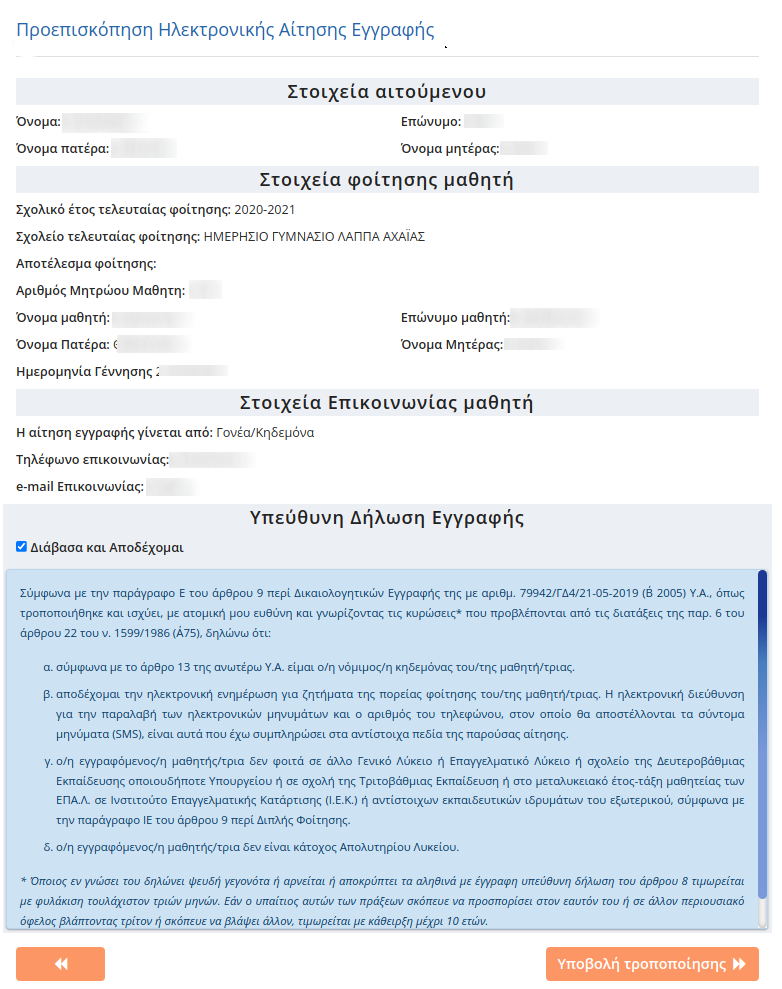 Προεπισκόπηση Ηλεκτρονικής Αίτησης Εγγραφής
Στοιχεία αιτούμενου
Όνομα: Επώνυμο:
Όνομα πατέρα: Όνομα μητέρας:
Στοιχεία φοίτησης μαθητή
Σχολικό έτος τελευταίας φοίτησης: 2020-2021
Σχολείο τελευταίας φοίτησης: ΗΜΕΡΗΣΙΟ ΓΥΜΝΑΣΙΟ ΛΑΠΠΑ ΑΧΑΪΑΣ
Αποτέλεσμα φοίτησης:
Αριθμός Μητρώου Μαθητη:
Όνομα μαθητή: Επώνυμο μαθητή:
Όνομα Πατέρα: Όνομα Μητέρας:
Ημερομηνία Γέννησης
Στοιχεία Επικοινωνίας μαθητή
Η αίτηση εγγραφής γίνεται από: Γονέα/Κηδεμόνα
Τηλέφωνο επικοινωνίας:
e-mail Επικοινωνίας:
Υπεύθυνη Δήλωση Εγγραφής
Διάβασα και Αποδέχομαι
Σύμφωνα με την παράγραφο Ε του άρθρου 9 περί Δικαιολογητικών Εγγραφής της με αριθμ. 79942/ΓΔ4/21-05-2019 (Β́ 2005) Υ.Α., όπως
τροποποιήθηκε και ισχύει, με ατομική μου ευθύνη και γνωρίζοντας τις κυρώσεις* που προβλέπονται από τις διατάξεις της παρ. 6 του
άρθρου 22 του ν. 1599/1986 (Α΄75), δηλώνω ότι:
α. σύμφωνα με το άρθρο 13 της ανωτέρω Υ.Α. είμαι ο/η νόμιμος/η κηδεμόνας του/της μαθητή/τριας.
β. αποδέχομαι την ηλεκτρονική ενημέρωση για ζητήματα της πορείας φοίτησης του/της μαθητή/τριας. Η ηλεκτρονική διεύθυνση
για την παραλαβή των ηλεκτρονικών μηνυμάτων και ο αριθμός του τηλεφώνου, στον οποίο θα αποστέλλονται τα σύντομα
μηνύματα (SMS), είναι αυτά που έχω συμπληρώσει στα αντίστοιχα πεδία της παρούσας αίτησης.
γ. ο/η εγγραφόμενος/η μαθητής/τρια δεν φοιτά σε άλλο Γενικό Λύκειο ή Επαγγελματικό Λύκειο ή σχολείο της Δευτεροβάθμιας
Εκπαίδευσης οποιουδήποτε Υπουργείου ή σε σχολή της Τριτοβάθμιας Εκπαίδευση ή στο μεταλυκειακό έτος-τάξη μαθητείας των
ΕΠΑ.Λ. σε Ινστιτούτο Επαγγελματικής Κατάρτισης (Ι.Ε.Κ.) ή αντίστοιχων εκπαιδευτικών ιδρυμάτων του εξωτερικού, σύμφωνα με
την παράγραφο ΙΕ του άρθρου 9 περί Διπλής Φοίτησης.
δ. ο/η εγγραφόμενος/η μαθητής/τρια δεν είναι κάτοχος Απολυτηρίου Λυκείου.
* Όποιος εν γνώσει του δηλώνει ψευδή γεγονότα ή αρνείται ή αποκρύπτει τα αληθινά με έγγραφη υπεύθυνη δήλωση του άρθρου 8 τιμωρείται
με φυλάκιση τουλάχιστον τριών μηνών. Εάν ο υπαίτιος αυτών των πράξεων σκόπευε να προσπορίσει στον εαυτόν του ή σε άλλον περιουσιακό
όφελος βλάπτοντας τρίτον ή σκόπευε να βλάψει άλλον, τιμωρείται με κάθειρξη μέχρι 10 ετών.
Υποβολή τροποποίησης